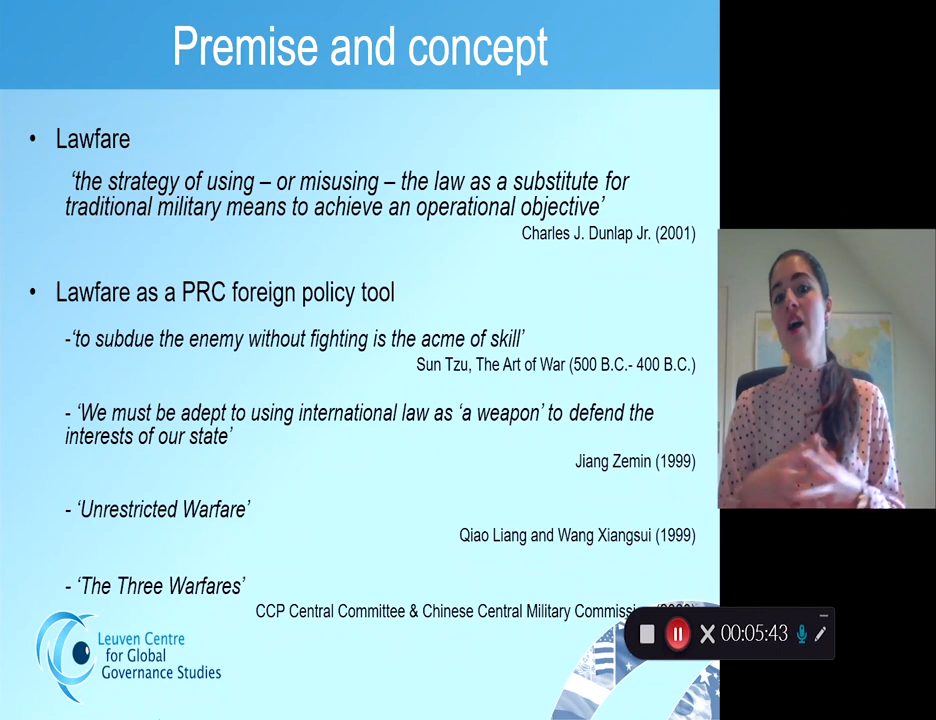 Premise and concept
• Lawfare
‘the strategy of using – or misusing – the law as a substitute for
traditional military means to achieve an operational objective’
Charles J. Dunlap Jr. (2001)
• Lawfare as a PRC foreign policy tool
-‘to subdue the enemy without fighting is the acme of skill’
Sun Tzu, The Art of War (500 B.C.- 400 B.C.)
- ‘We must be adept to using international law as ‘a weapon’ to defend the
interests of our state’
Jiang Zemin (1999)
- ‘Unrestricted Warfare’
Qiao Liang and Wang Xiangsui (1999)
- ‘The Three Warfares’
CCP Central Committee & Chinese Central Military
Leuven Centre
for Global
Governance Studies
00:05:43